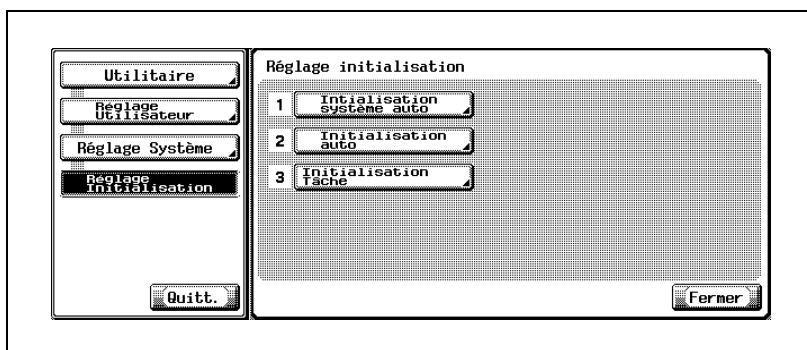 Utilitaire
Réglage
Utilisateur
Réglage Système
Réglage
Initialisation
Quitt.
Réglage initialisation
1 Intialisation
système auto
2 Initialisation
auto
3 Initialisation
Tâche
Fermer